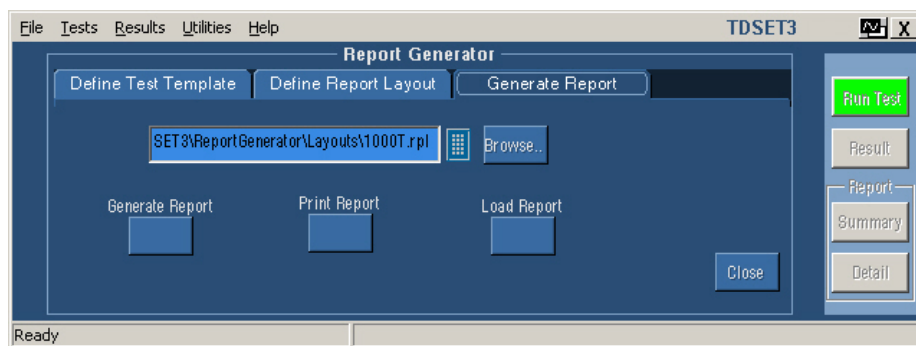 File Tests Results Utilities Help TDSET3 X
Report Generator
Define Test Template Define Report Layout Generate Report
Run Test
SET3\ReportGenerator\Layouts\1000T.rpl Browse..
Result
Report
Generate Report Print Report Load Report
Summary
Close
Detail
Ready